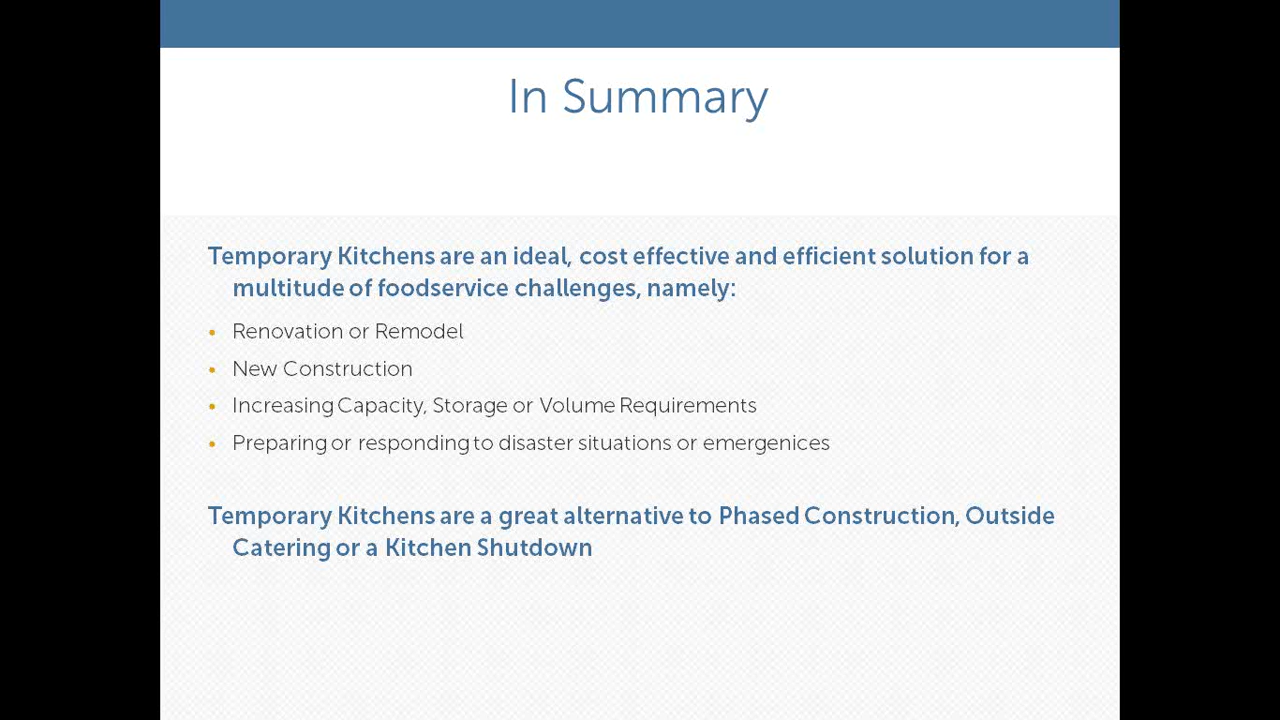 In Summary
Temporary Kitchens are an ideal, cost effective and efficient solution for a
multitude of foodservice challenges, namely:
• Renovation or Remodel
• New Construction
• Increasing Capacity, Storage or Volume Requirements
• Preparing or responding to disaster situations or emergenices
Temporary Kitchens are a great alternative to Phased Construction, Outside
Catering or a Kitchen Shutdown